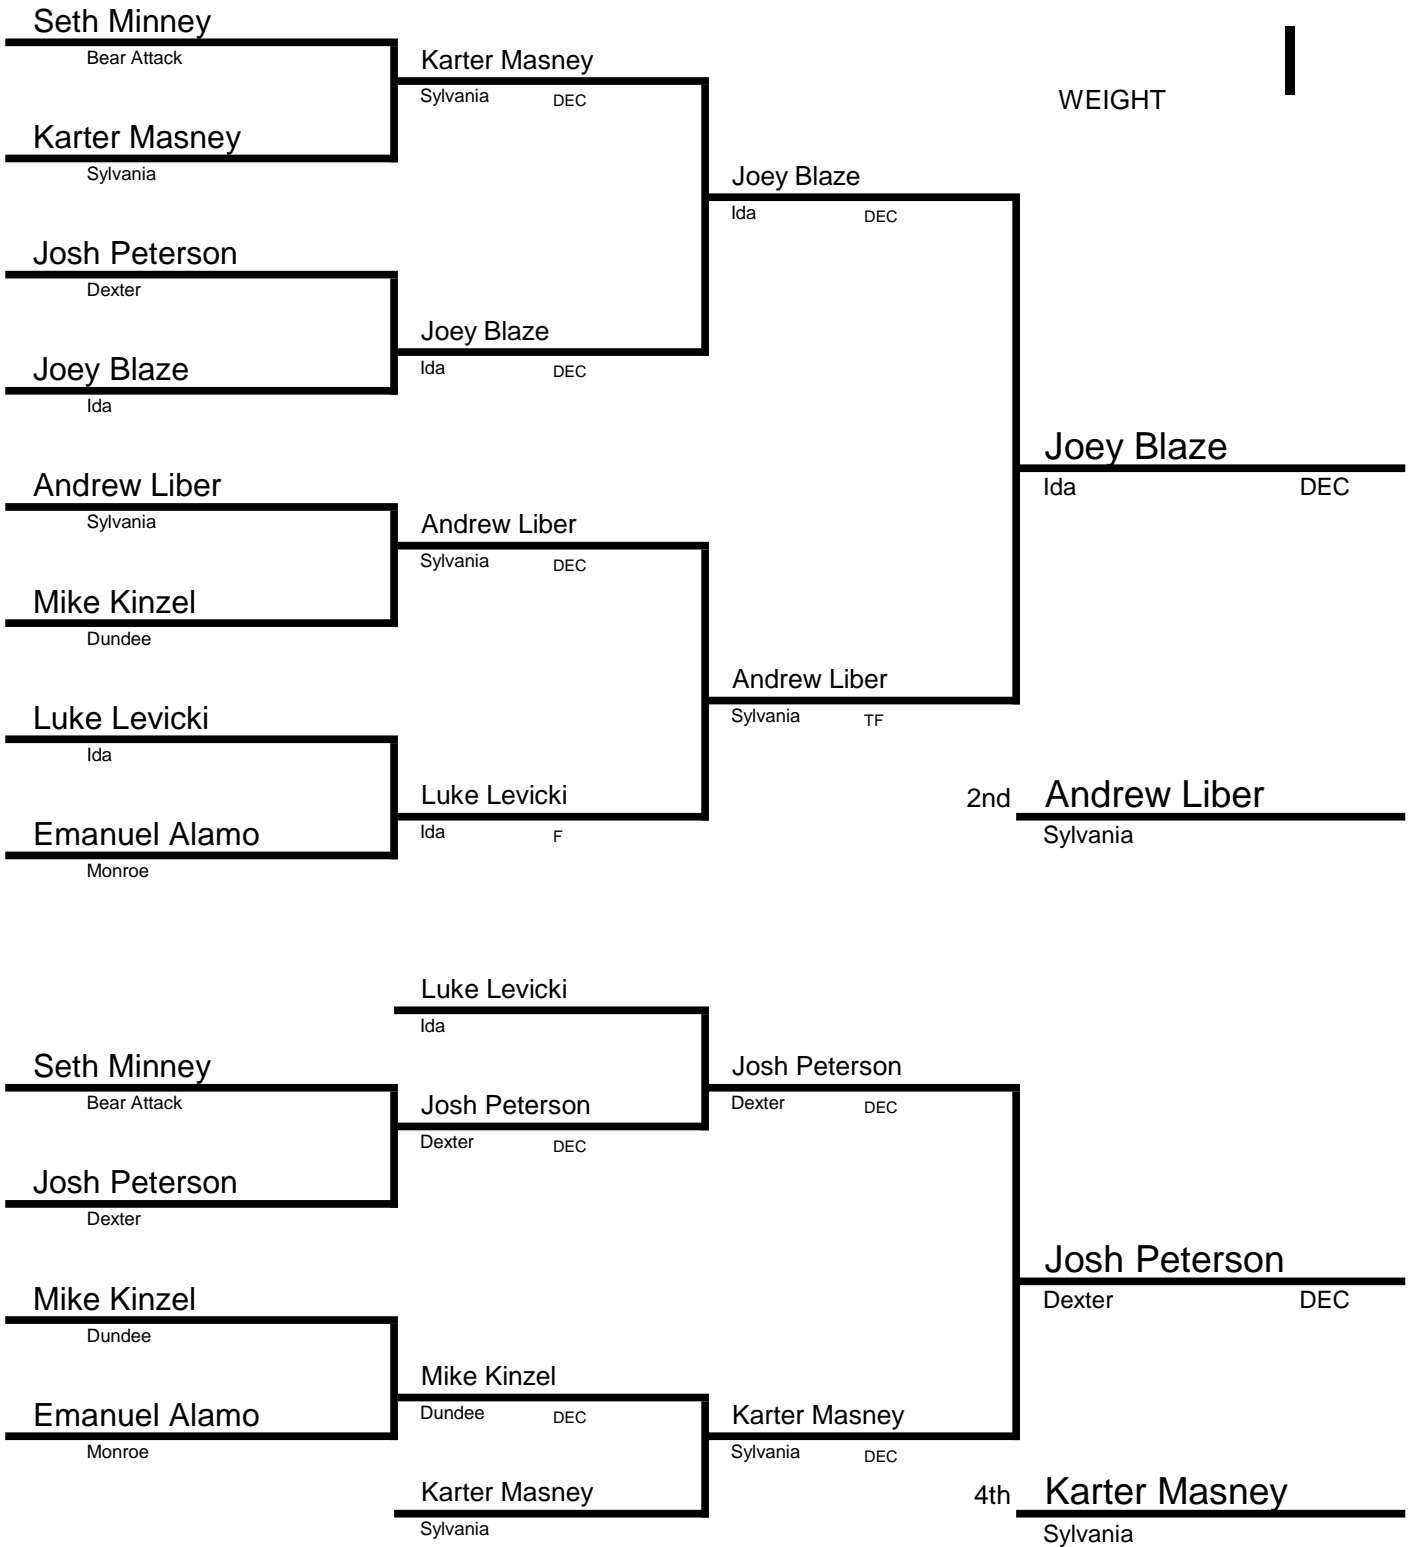 Seth Minney
Bear Attack
Karter Masney
Sylvania DEC
WEIGHT
Karter Masney
Sylvania
Joey Blaze
Ida DEC
Josh Peterson
Dexter
Joey Blaze
Ida DEC
Joey Blaze
Ida
Joey Blaze
Ida DEC
Andrew Liber
Sylvania
Andrew Liber
Sylvania DEC
Mike Kinzel
Dundee
Andrew Liber
Sylvania TF
Luke Levicki
Ida
Luke Levicki
Ida F
2nd Andrew Liber
Sylvania
Emanuel Alamo
Monroe
Luke Levicki
Ida
Seth Minney
Bear Attack
Josh Peterson
Dexter DEC
Josh Peterson
Dexter DEC
Josh Peterson
Dexter
Josh Peterson
Dexter DEC
Mike Kinzel
Dundee
Mike Kinzel
Dundee DEC
Emanuel Alamo
Monroe
Karter Masney
Sylvania DEC
Karter Masney
Sylvania
4th Karter Masney
Sylvania